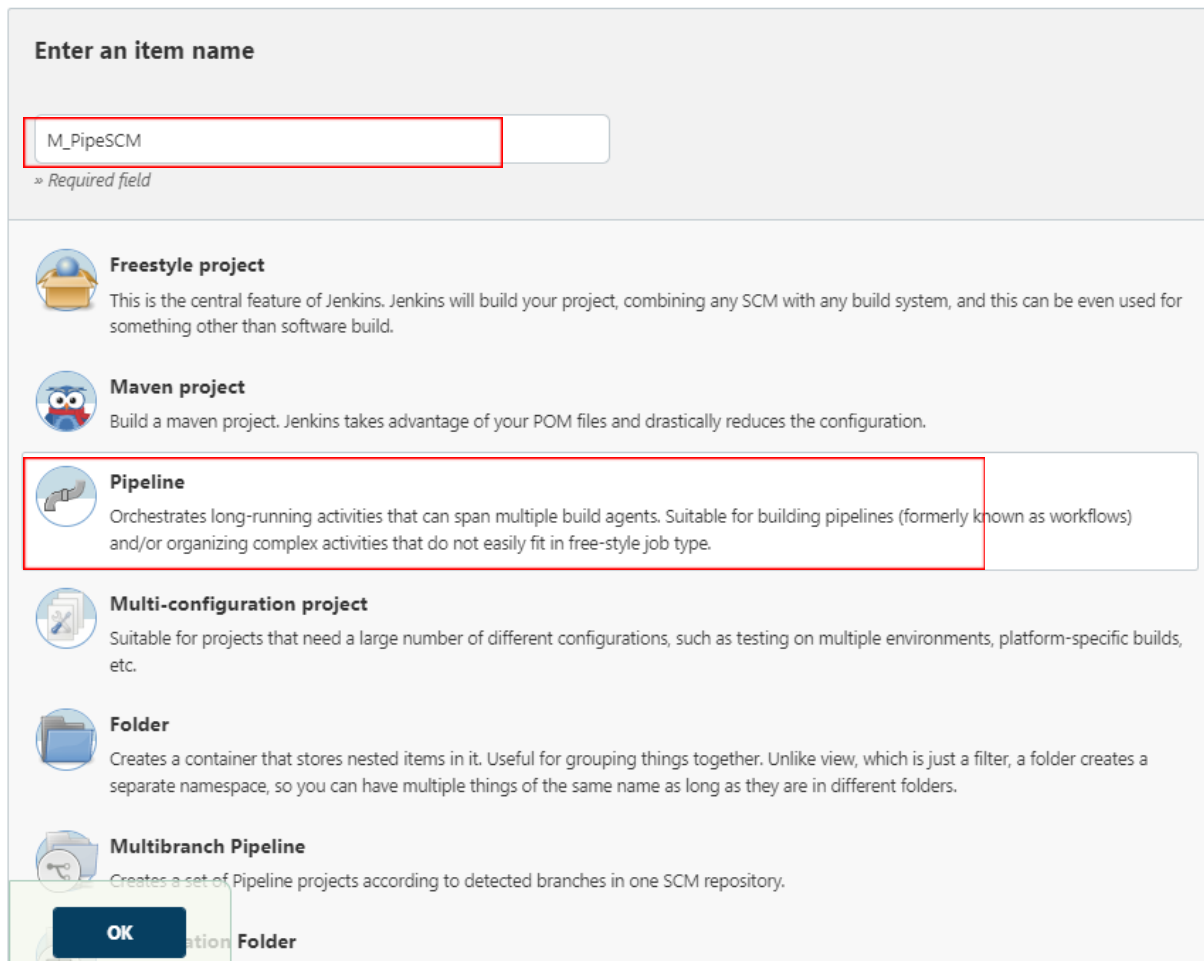 Enter an item name
M_PipeSCM
» Required field
Freestyle project
This is the central feature of Jenkins. Jenkins will build your project, combining any SCM with any build system, and this can be even used for
something other than software build.
Maven project
Build a maven project. Jenkins takes advantage of your POM files and drastically reduces the configuration.
Pipeline
Orchestrates long-running activities that can span multiple build agents. Suitable for building pipelines (formerly known as workflows)
and/or organizing complex activities that do not easily fit in free-style job type.
Multi-configuration project
Suitable for projects that need a large number of different configurations, such as testing on multiple environments, platform-specific builds,
etc.
Folder
Creates a container that stores nested items in it. Useful for grouping things together. Unlike view, which is just a filter, a folder creates a
separate namespace, so you can have multiple things of the same name as long as they are in different folders.
Multibranch Pipeline
Creates a set of Pipeline projects according to detected branches in one SCM repository.
OK
Folder